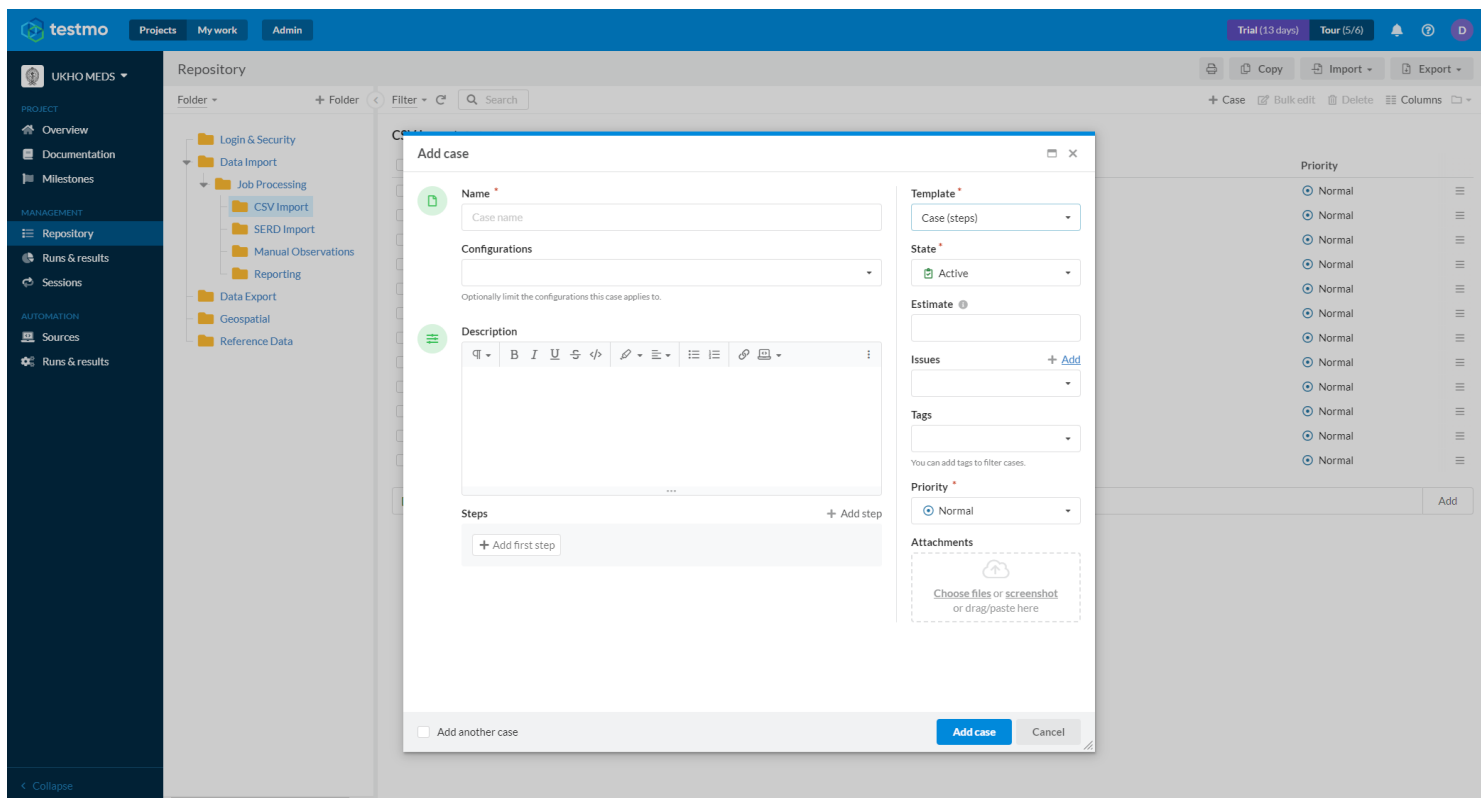 testmo
Projects
My work
Admin
Trial (13 days)
Tour (5/6)
D
UKHO MEDS
PROJECT
Overview
Documentation
Milestones
MANAGEMENT
Repository
Runs & results
Sessions
AUTOMATION
Sources
Runs & results
Collapse
Repository
Copy
Import
Export
Folder
+ Folder
Filter
Search
+ Case
Bulk edit
Delete
Columns
Login & Security
Data Import
Job Processing
CSV Import
SERD Import
Manual Observations
Reporting
Data Export
Geospatial
Reference Data
Priority
Normal
Normal
Normal
Normal
Normal
Normal
Normal
Normal
Normal
Normal
Normal
Normal
Add
Add case
Name *
Case name
Configurations
Optionally limit the configurations this case applies to.
Description
B I U S </>
Steps
+ Add step
+ Add first step
Template *
Case (steps)
State *
Active
Estimate
Issues
+ Add
Tags
You can add tags to filter cases.
Priority *
Normal
Attachments
Choose files or screenshot
or drag/paste here
Add another case
Add case
Cancel